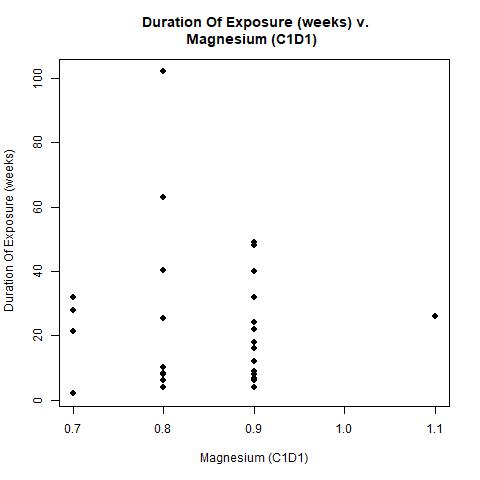 Duration Of Exposure (weeks) v.
Magnesium (C1D1)
100
80
60
40
20
0
Duration Of Exposure (weeks)
0.7 0.8 0.9 1.0 1.1
Magnesium (C1D1)